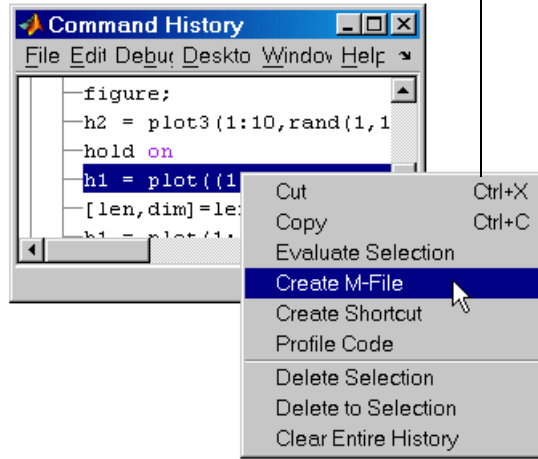 Command History
File Edit Debug Deskto Window Help
figure;
h2 = plot3(1:10,rand(1,1
hold on
h1 = plot((1
[len,dim]=le
h1 = plot(1:
Cut Ctrl+X
Copy Ctrl+C
Evaluate Selection
Create M-File
Create Shortcut
Profile Code
Delete Selection
Delete to Selection
Clear Entire History